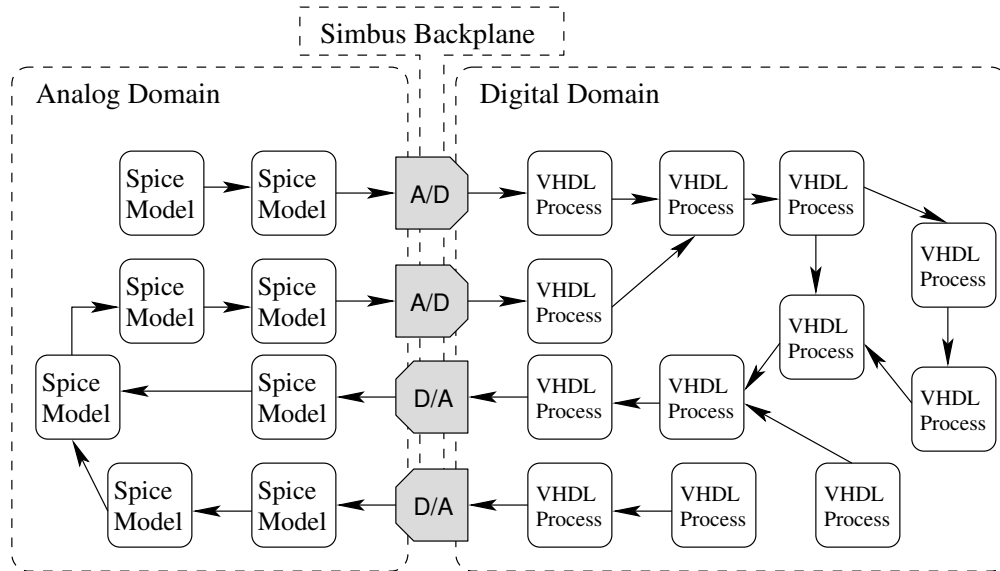 Simbus Backplane
Analog Domain
Digital Domain
Spice
Model
Spice
Model
A/D
VHDL
Process
VHDL
Process
VHDL
Process
VHDL
Process
Spice
Model
Spice
Model
A/D
VHDL
Process
VHDL
Process
Spice
Model
Spice
Model
D/A
VHDL
Process
VHDL
Process
VHDL
Process
Spice
Model
Spice
Model
D/A
VHDL
Process
VHDL
Process
VHDL
Process